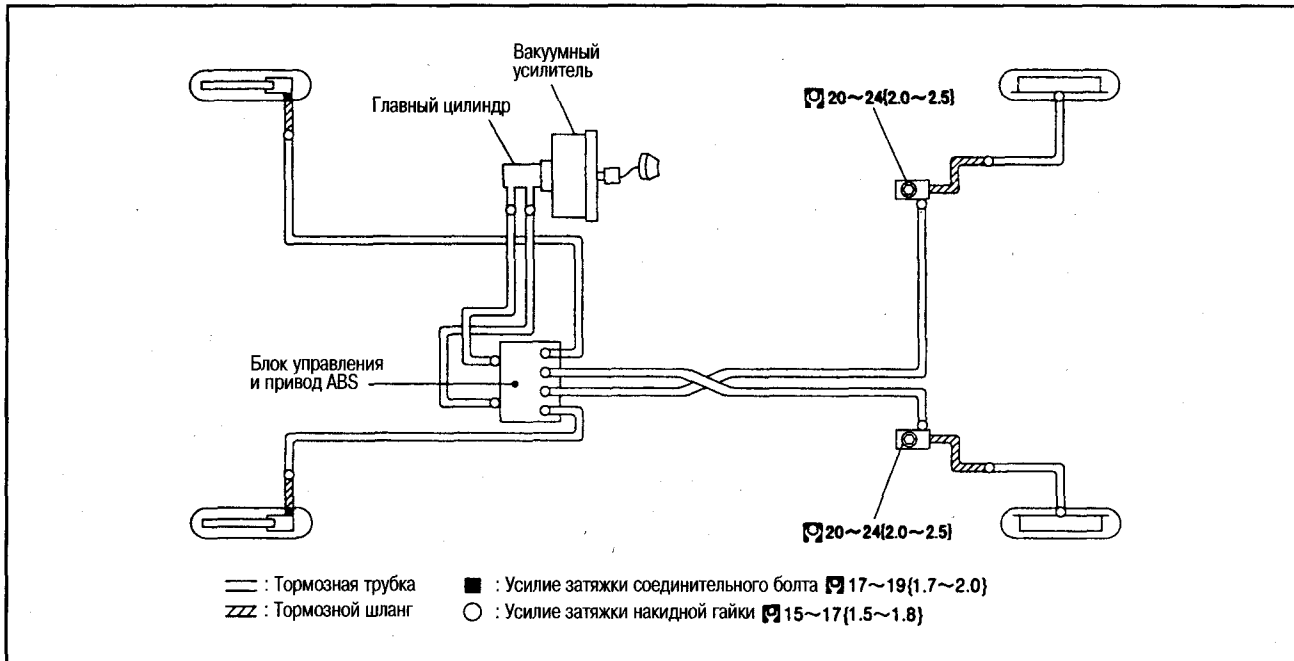 Вакуумный
усилитель
Главный цилиндр
20~24{2.0~2.5}
Блок управления
и привод ABS
20~24{2.0~2.5}
: Тормозная трубка
: Усилие затяжки соединительного болта 17~19{1.7~2.0}
: Тормозной шланг
: Усилие затяжки накидной гайки 15~17{1.5~1.8}